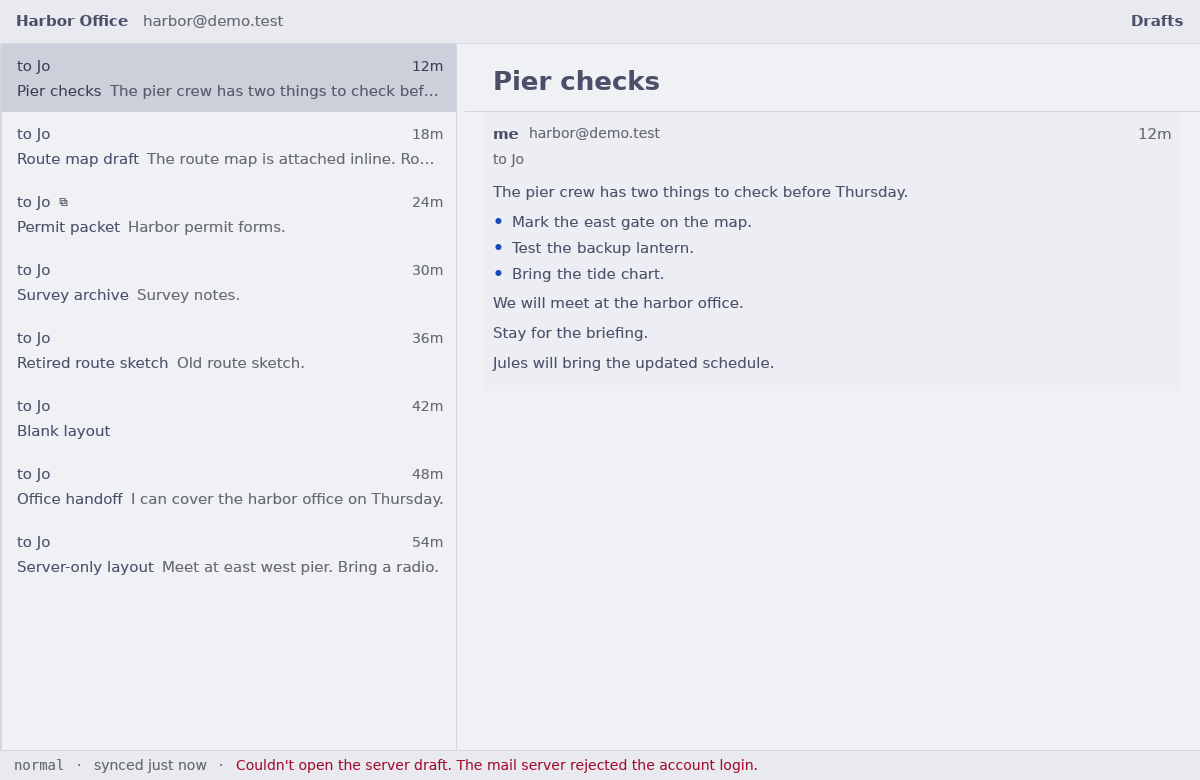 Harbor Office harbor@demo.test Drafts
to Jo 12m
Pier checks The pier crew has two things to check bef…
to Jo 18m
Route map draft The route map is attached inline. Ro…
to Jo 24m
Permit packet Harbor permit forms.
to Jo 30m
Survey archive Survey notes.
to Jo 36m
Retired route sketch Old route sketch.
to Jo 42m
Blank layout
to Jo 48m
Office handoff I can cover the harbor office on Thursday.
to Jo 54m
Server-only layout Meet at east west pier. Bring a radio.
Pier checks
me harbor@demo.test 12m
to Jo
The pier crew has two things to check before Thursday.
• Mark the east gate on the map.
• Test the backup lantern.
• Bring the tide chart.
We will meet at the harbor office.
Stay for the briefing.
Jules will bring the updated schedule.
normal · synced just now · Couldn't open the server draft. The mail server rejected the account login.